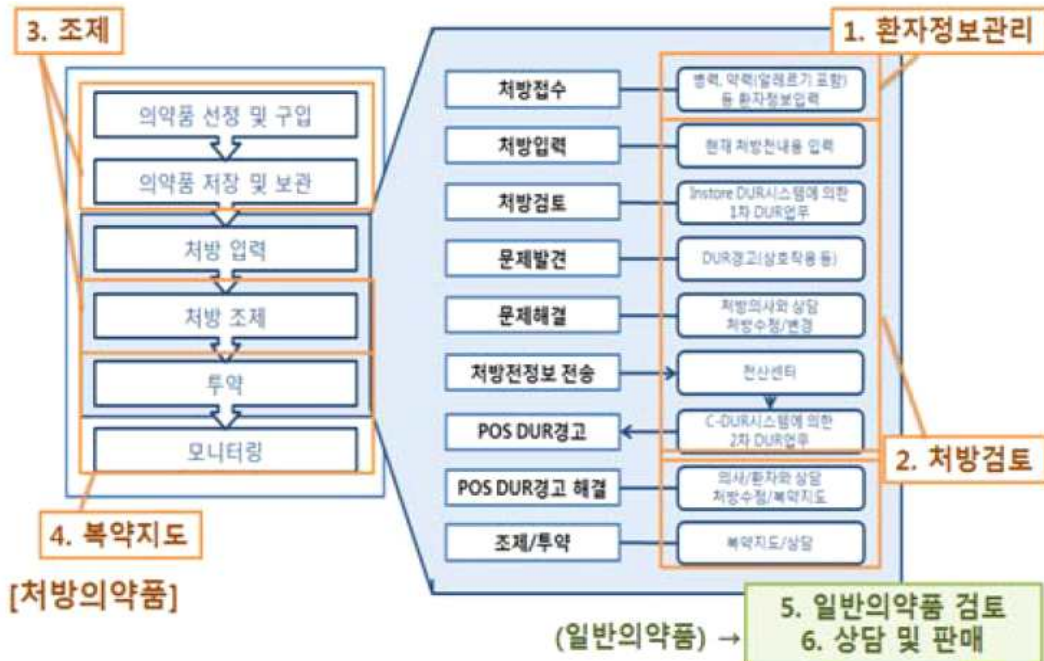 3. 조제
1. 환자정보관리
의약품 선정 및 구입
의약품 저장 및 보관
처방 입력
처방 조제
투약
모니터링
4. 복약지도
[처방의약품]
처방접수
병력, 약력(알레르기 포함)
등 환자정보입력
처방입력
현재 처방전내용 입력
처방검토
Instore DUR시스템에 의한
1차 DUR업무
문제발견
DUR경고(상호작용 등)
문제해결
처방의사와 상담
처방수정/변경
처방전정보 전송
전산센터
POS DUR경고
C-DUR시스템에 의한
2차 DUR업무
2. 처방검토
POS DUR경고 해결
의사/환자와 상담
처방수정/복약지도
조제/투약
복약지도/상담
(일반의약품) →
5. 일반의약품 검토
6. 상담 및 판매